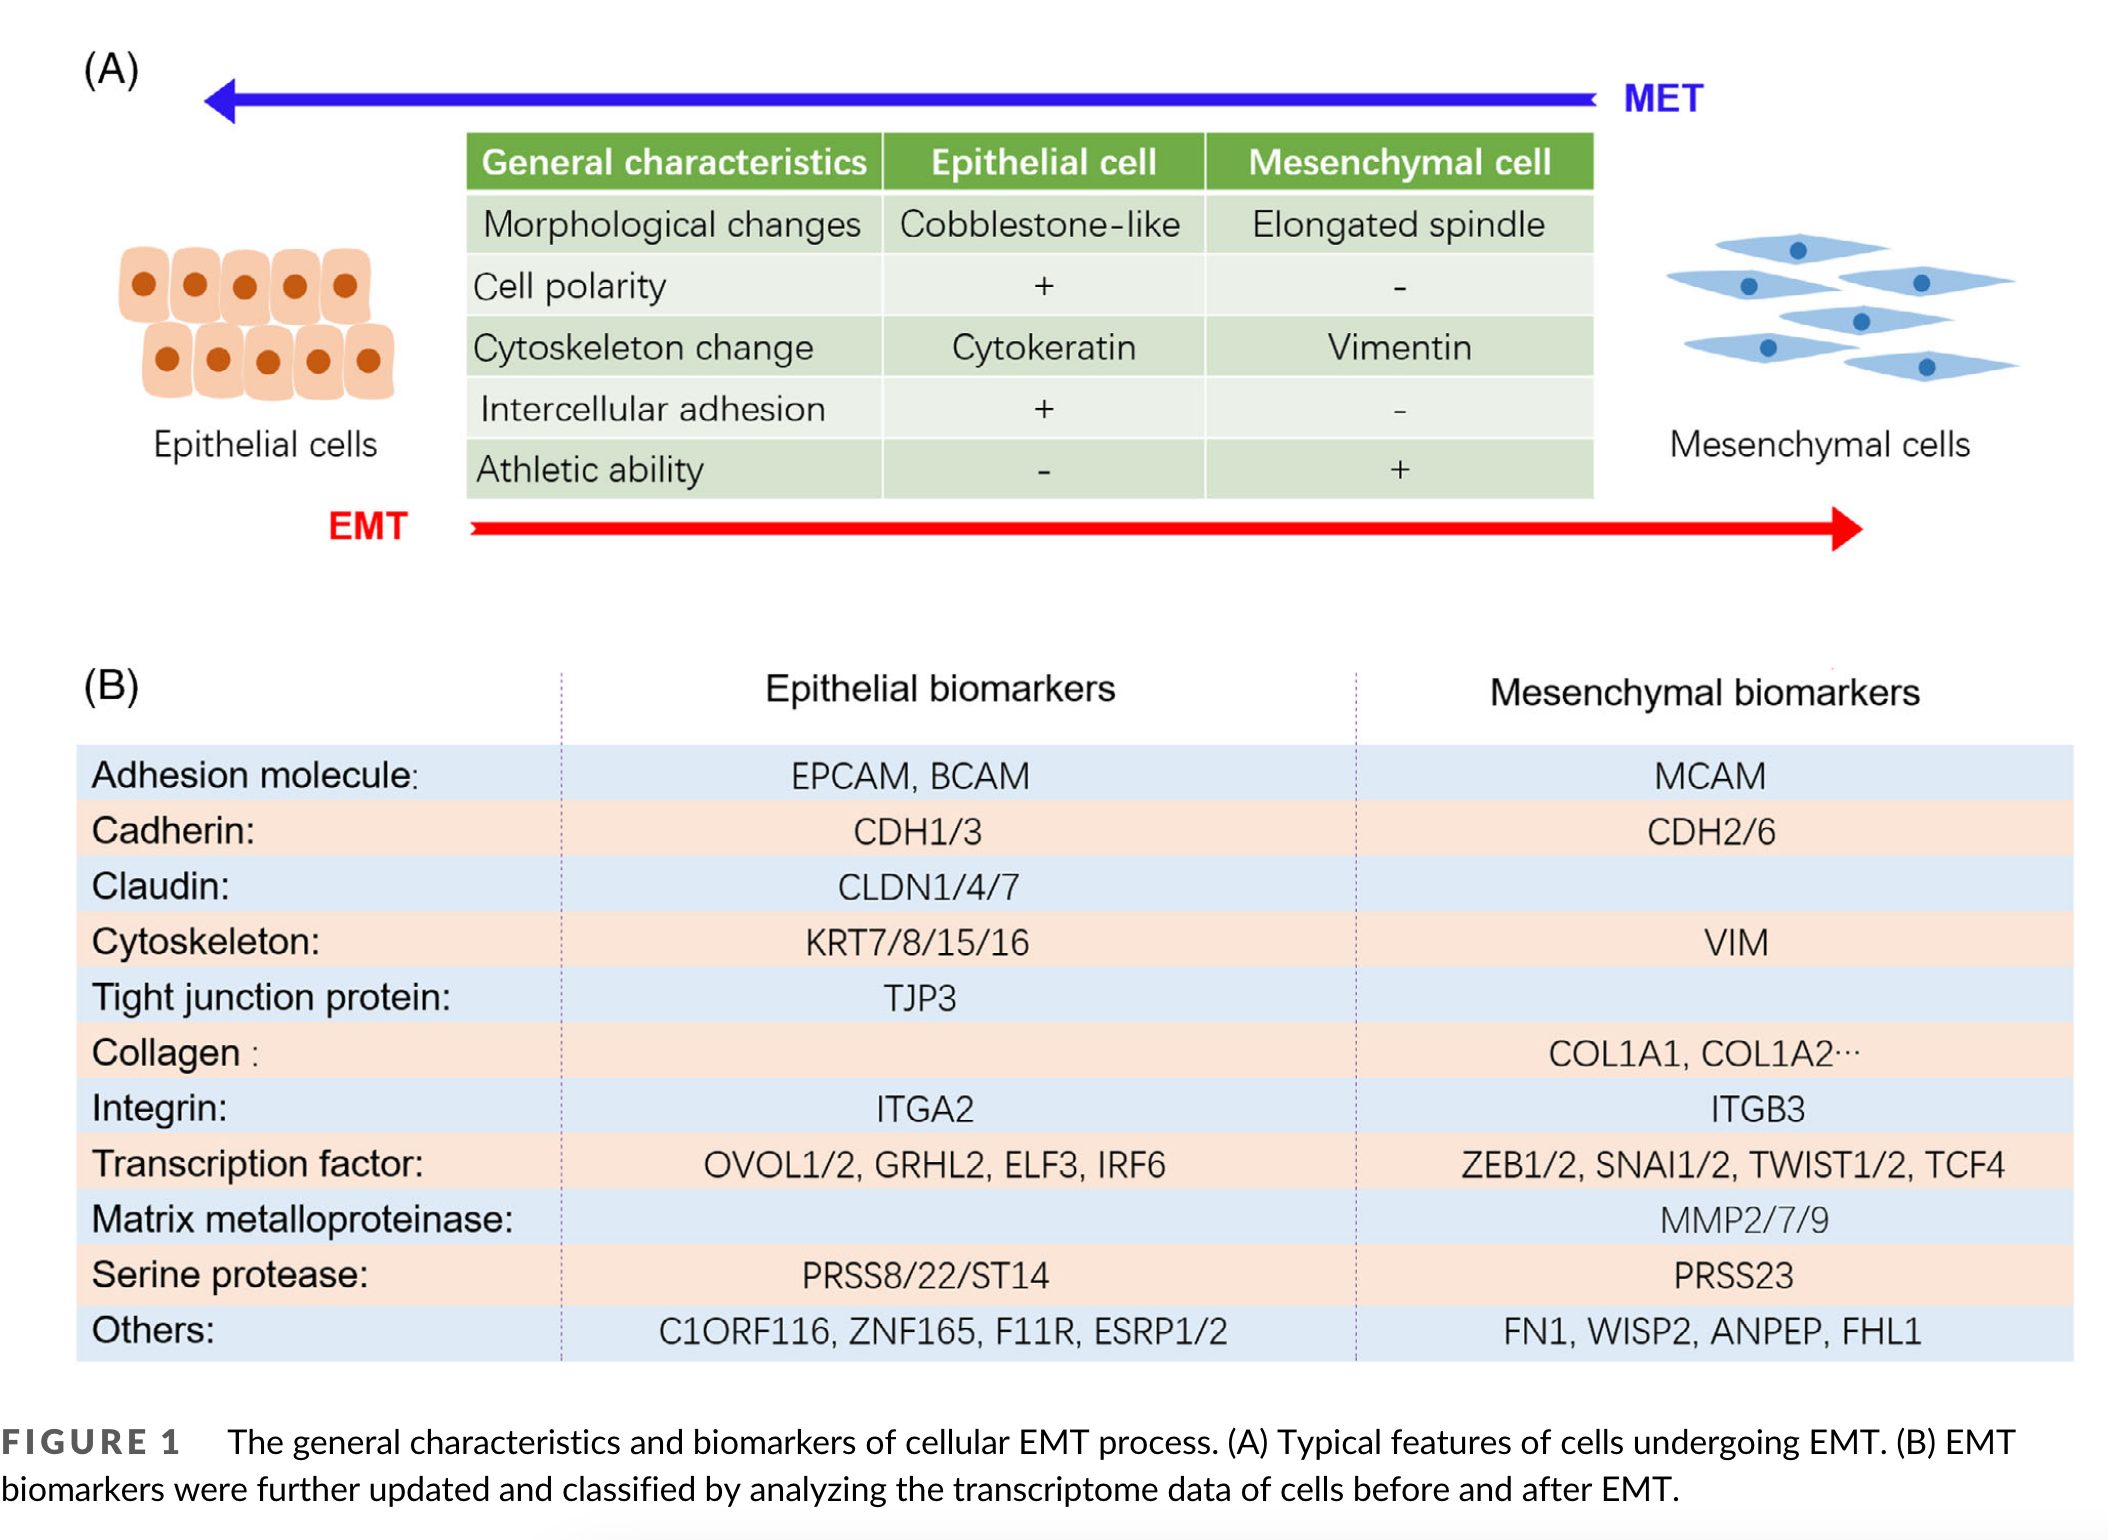 (A)
MET
General characteristics Epithelial cell Mesenchymal cell
Morphological changes Cobblestone-like Elongated spindle
Cell polarity + -
Cytoskeleton change Cytokeratin Vimentin
Intercellular adhesion + -
Athletic ability - +
Epithelial cells
Mesenchymal cells
EMT
(B)
Epithelial biomarkers Mesenchymal biomarkers
Adhesion molecule: EPCAM, BCAM MCAM
Cadherin: CDH1/3 CDH2/6
Claudin: CLDN1/4/7
Cytoskeleton: KRT7/8/15/16 VIM
Tight junction protein: TJP3
Collagen : COL1A1, COL1A2···
Integrin: ITGA2 ITGB3
Transcription factor: OVOL1/2, GRHL2, ELF3, IRF6 ZEB1/2, SNAI1/2, TWIST1/2, TCF4
Matrix metalloproteinase: MMP2/7/9
Serine protease: PRSS8/22/ST14 PRSS23
Others: C1ORF116, ZNF165, F11R, ESRP1/2 FN1, WISP2, ANPEP, FHL1
FIGURE 1 The general characteristics and biomarkers of cellular EMT process. (A) Typical features of cells undergoing EMT. (B) EMT
biomarkers were further updated and classified by analyzing the transcriptome data of cells before and after EMT.